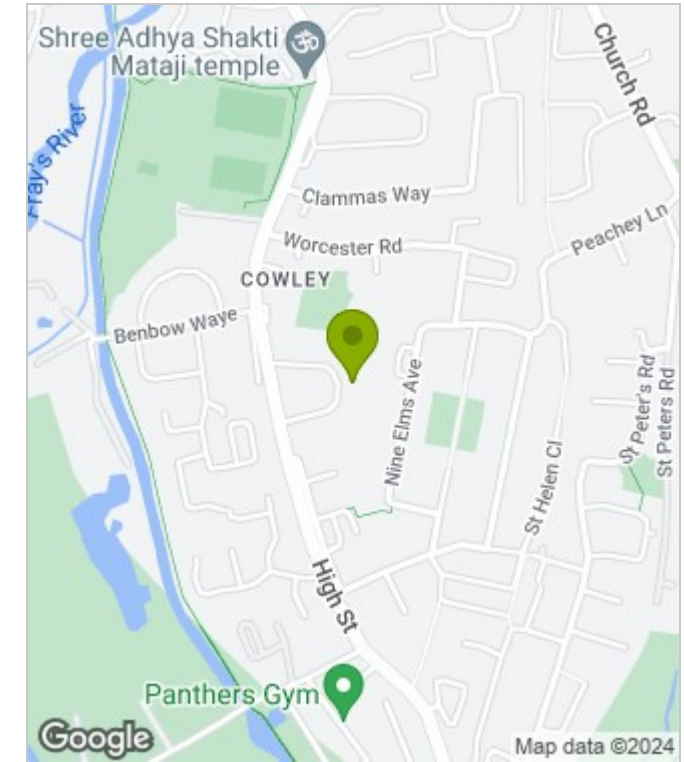 Shree Adhya Shakti
Mataji temple
Church Rd
Fray's River
Clammas Way
Peachey Ln
Worcester Rd
COWLEY
Benbow Waye
Nine Elms Ave
St Peter's Rd
St Peters Rd
St Helen Cl
High St
Panthers Gym
Google
Map data ©2024